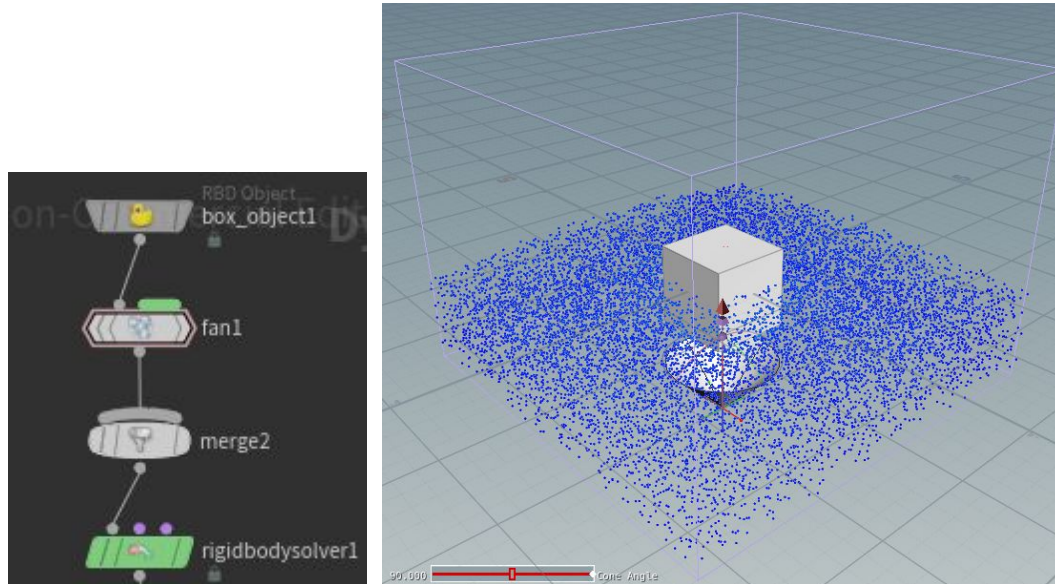 RBD Object
box_object1
fan1
merge2
rigidbodysolver1
90.000
Cone Angle